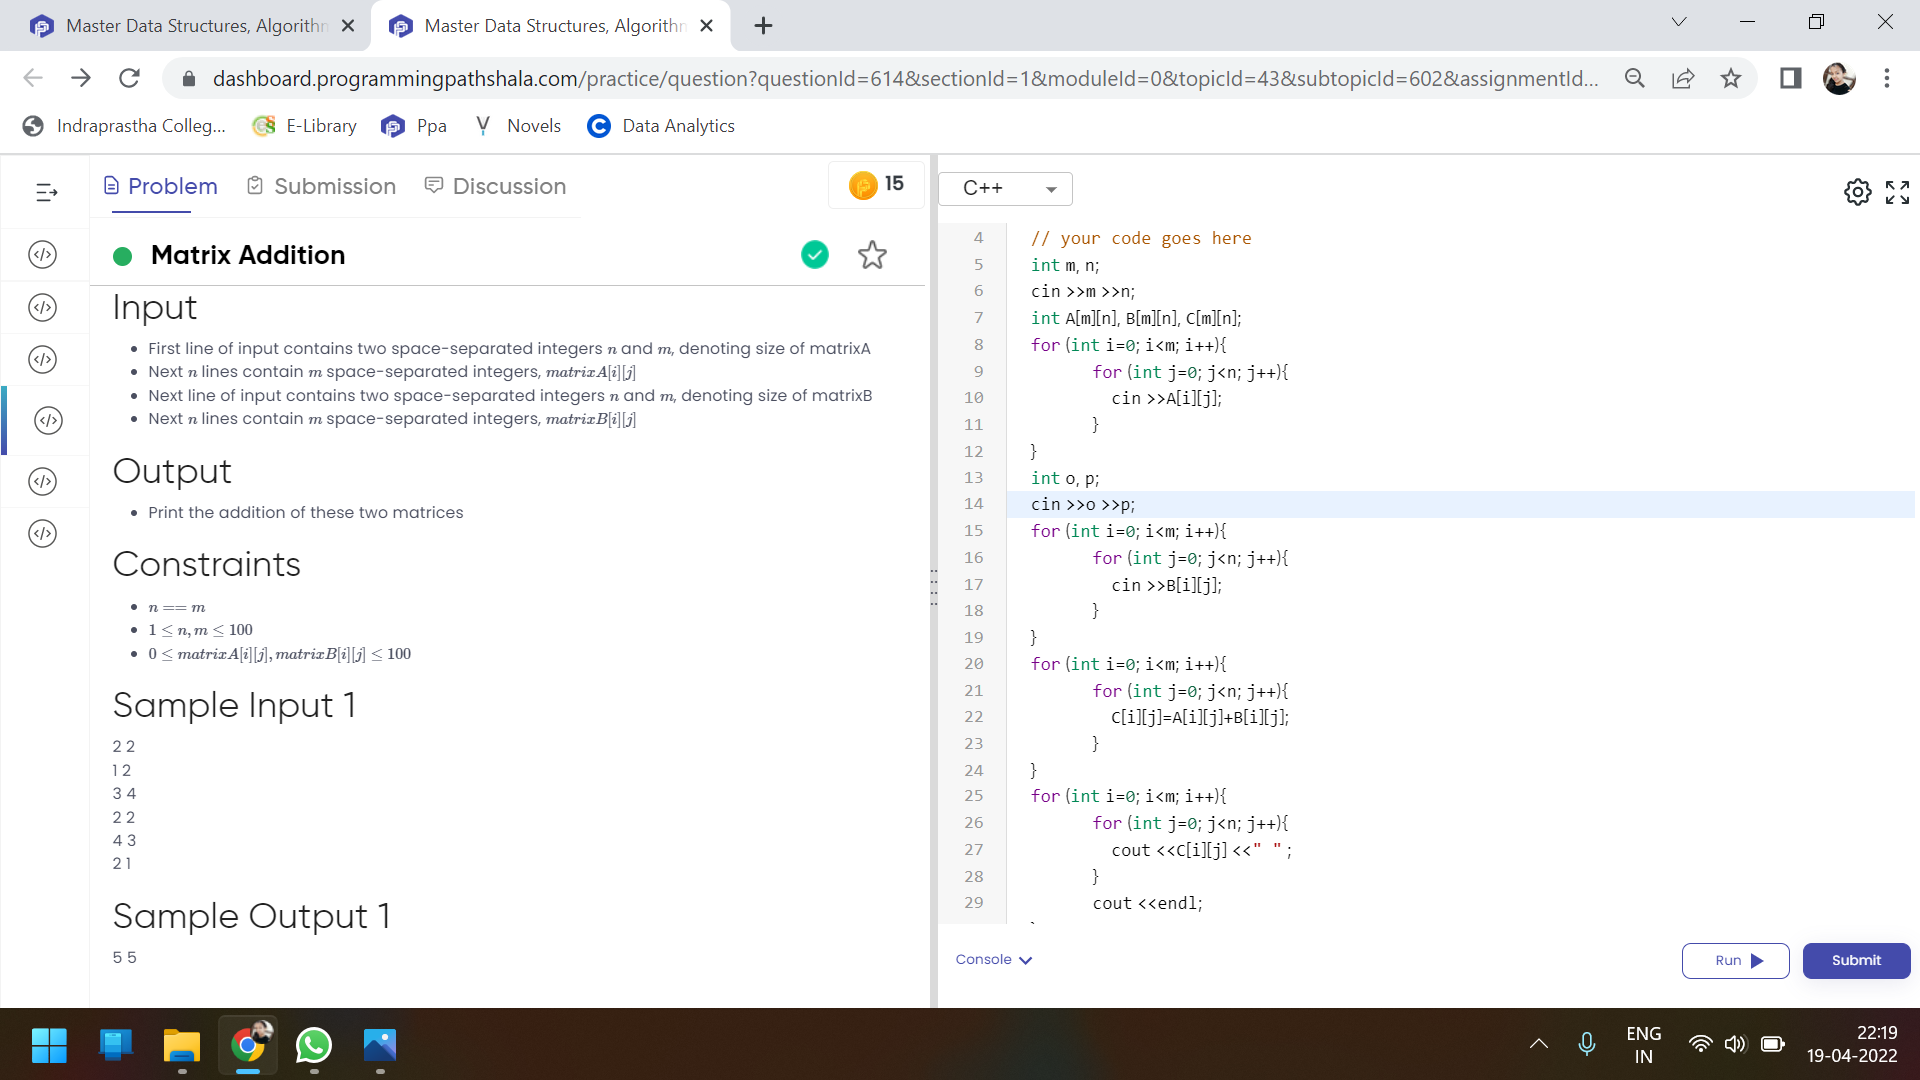 Master Data Structures, Algorithm
Master Data Structures, Algorithm
dashboard.programmingpathshala.com/practice/question?questionId=614&sectionId=1&moduleId=0&topicId=43&subtopicId=602&assignmentId...
Indraprastha Colleg...
E-Library
Ppa
Novels
Data Analytics
Problem
Submission
Discussion
15
Matrix Addition
Input
• First line of input contains two space-separated integers n and m, denoting size of matrixA
• Next n lines contain m space-separated integers, matrixA[i][j]
• Next line of input contains two space-separated integers n and m, denoting size of matrixB
• Next n lines contain m space-separated integers, matrixB[i][j]
Output
• Print the addition of these two matrices
Constraints
• n == m
• 1 ≤ n, m ≤ 100
• 0 ≤ matrixA[i][j], matrixB[i][j] ≤ 100
Sample Input 1
2 2
1 2
3 4
2 2
4 3
2 1
Sample Output 1
5 5
C++
4 // your code goes here
5 int m, n;
6 cin >>m >>n;
7 int A[m][n], B[m][n], C[m][n];
8 for (int i=0; i<m; i++){
9 for (int j=0; j<n; j++){
10 cin >>A[i][j];
11 }
12 }
13 int o, p;
14 cin >>o >>p;
15 for (int i=0; i<m; i++){
16 for (int j=0; j<n; j++){
17 cin >>B[i][j];
18 }
19 }
20 for (int i=0; i<m; i++){
21 for (int j=0; j<n; j++){
22 C[i][j]=A[i][j]+B[i][j];
23 }
24 }
25 for (int i=0; i<m; i++){
26 for (int j=0; j<n; j++){
27 cout <<C[i][j] <<" " ;
28 }
29 cout <<endl;
Console
Run
Submit
ENG
IN
22:19
19-04-2022